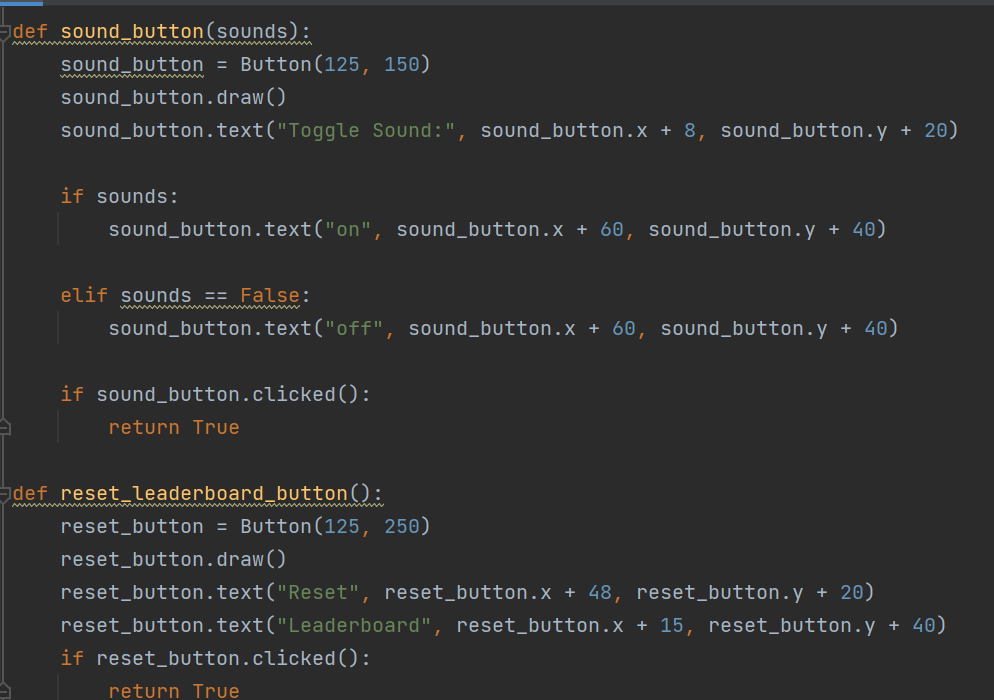 def sound_button(sounds):
    sound_button = Button(125, 150)
    sound_button.draw()
    sound_button.text("Toggle Sound:", sound_button.x + 8, sound_button.y + 20)
    if sounds:
        sound_button.text("on", sound_button.x + 60, sound_button.y + 40)
    elif sounds == False:
        sound_button.text("off", sound_button.x + 60, sound_button.y + 40)
    if sound_button.clicked():
        return True
def reset_leaderboard_button():
    reset_button = Button(125, 250)
    reset_button.draw()
    reset_button.text("Reset", reset_button.x + 48, reset_button.y + 20)
    reset_button.text("Leaderboard", reset_button.x + 15, reset_button.y + 40)
    if reset_button.clicked():
        return True